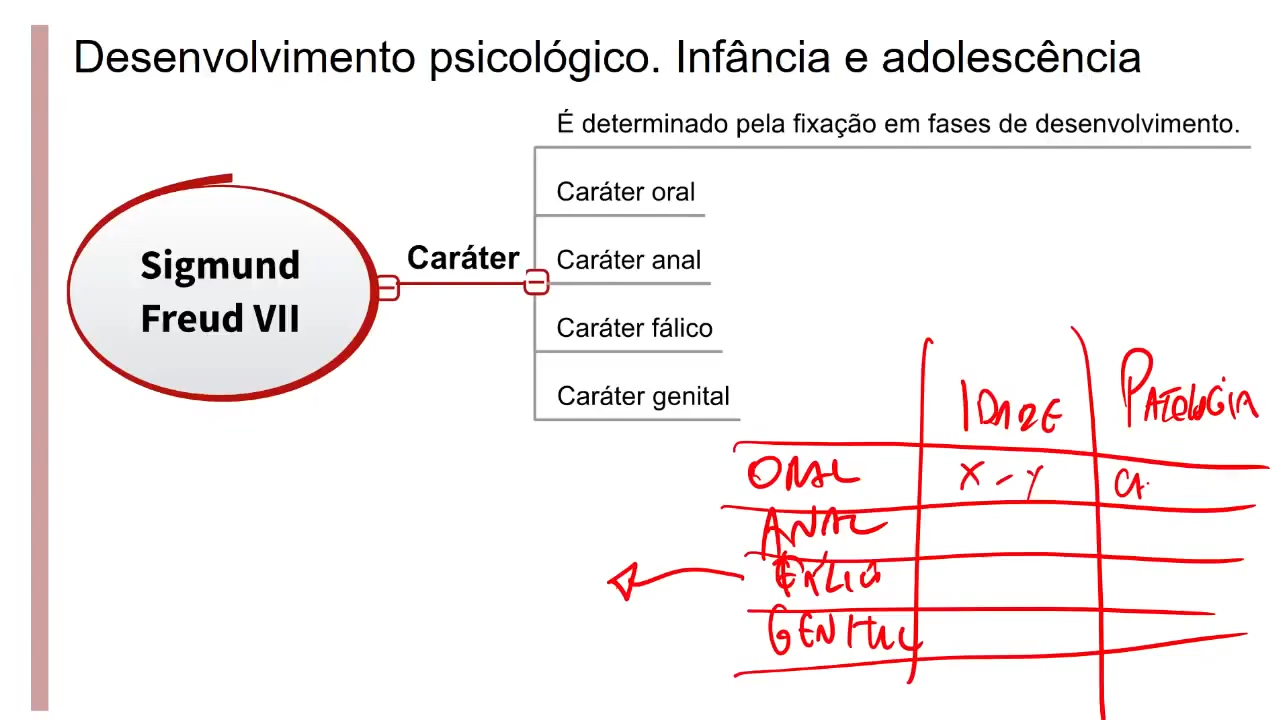 Desenvolvimento psicológico. Infância e adolescência
É determinado pela fixação em fases de desenvolvimento.
Caráter oral
Sigmund
Freud VII
Caráter
Caráter anal
Caráter fálico
Caráter genital
IDADE
PATOLOGIA
ORAL
X - Y
ANAL
FÁLICO
GENITAL